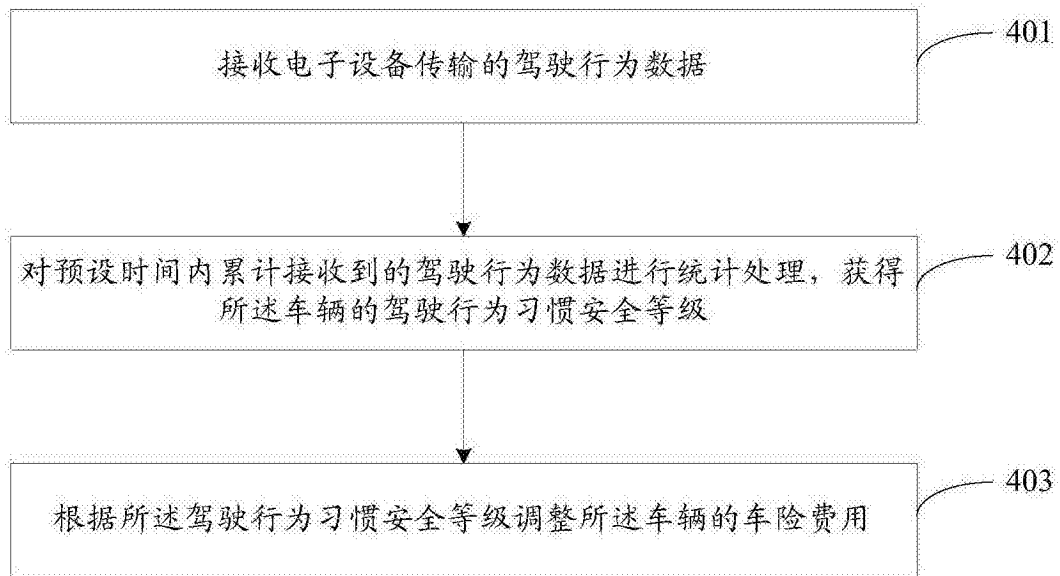 接收电子设备传输的驾驶行为数据
401
对预设时间内累计接收到的驾驶行为数据进行统计处理，获得
所述车辆的驾驶行为习惯安全等级
402
根据所述驾驶行为习惯安全等级调整所述车辆的车险费用
403